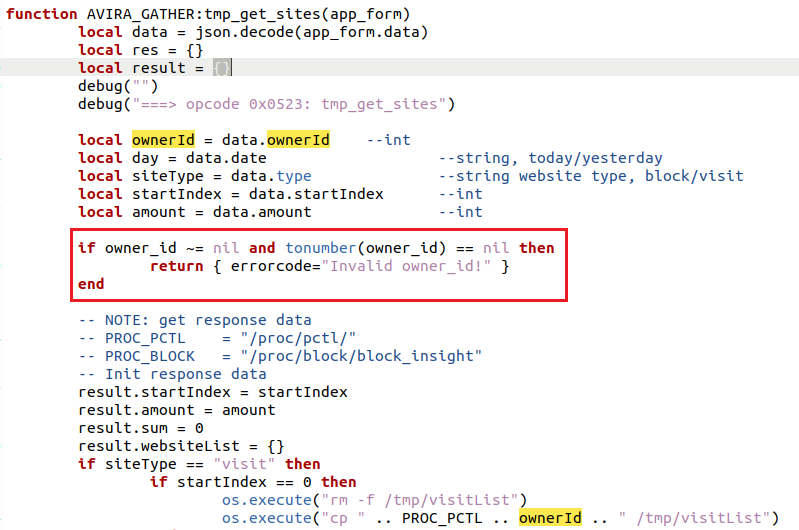 function AVIRA_GATHER:tmp_get_sites(app_form)
local data = json.decode(app_form.data)
local res = {}
local result = {}
debug("")
debug("===> opcode 0x0523: tmp_get_sites")
local ownerId = data.ownerId --int
local day = data.date --string, today/yesterday
local siteType = data.type --string website type, block/visit
local startIndex = data.startIndex --int
local amount = data.amount --int
if owner_id ~= nil and tonumber(owner_id) == nil then
return { errorcode="Invalid owner_id!" }
end
-- NOTE: get response data
-- PROC_PCTL = "/proc/pctl/"
-- PROC_BLOCK = "/proc/block/block_insight"
-- Init response data
result.startIndex = startIndex
result.amount = amount
result.sum = 0
result.websiteList = {}
if siteType == "visit" then
if startIndex == 0 then
os.execute("rm -f /tmp/visitList")
os.execute("cp " .. PROC_PCTL .. ownerId .. " /tmp/visitList")